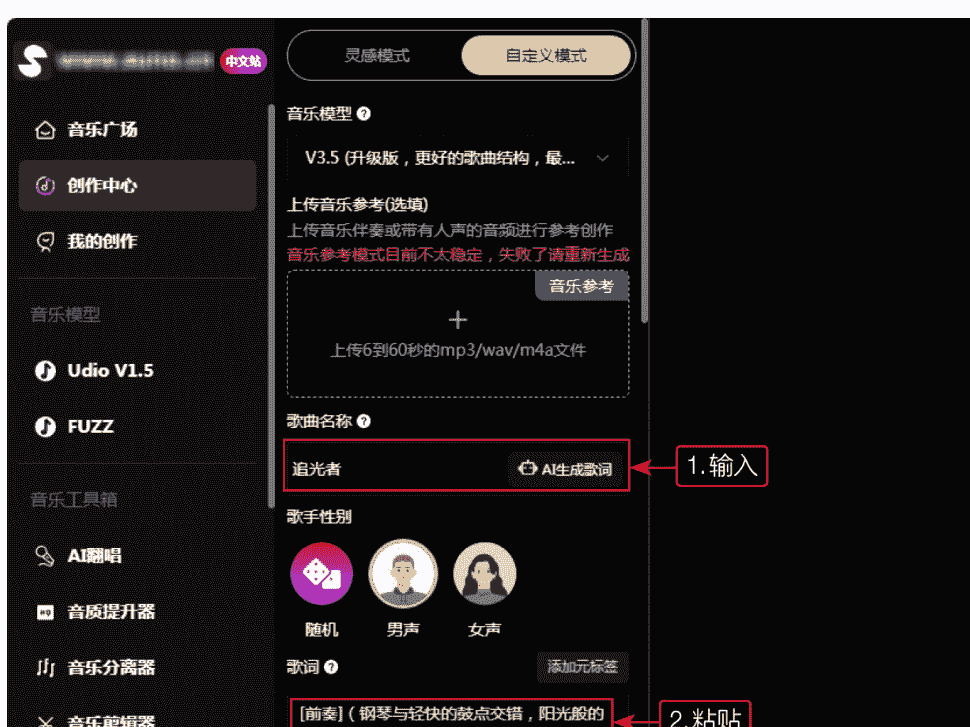 中文站
音乐广场
创作中心
我的创作
音乐模型
Udio V1.5
FUZZ
音乐工具箱
AI翻唱
HQ
音质提升器
音乐分离器
音乐剪辑器
灵感模式
自定义模式
音乐模型
V3.5 (升级版，更好的歌曲结构，最...
上传音乐参考(选填)
上传音乐伴奏或带有人声的音频进行参考创作
音乐参考模式目前不太稳定，失败了请重新生成
音乐参考
上传6到60秒的mp3/wav/m4a文件
歌曲名称
追光者
AI生成歌词
1.输入
歌手性别
随机
男声
女声
歌词
添加元标签
[前奏]（钢琴与轻快的鼓点交错，阳光般的
2.粘贴